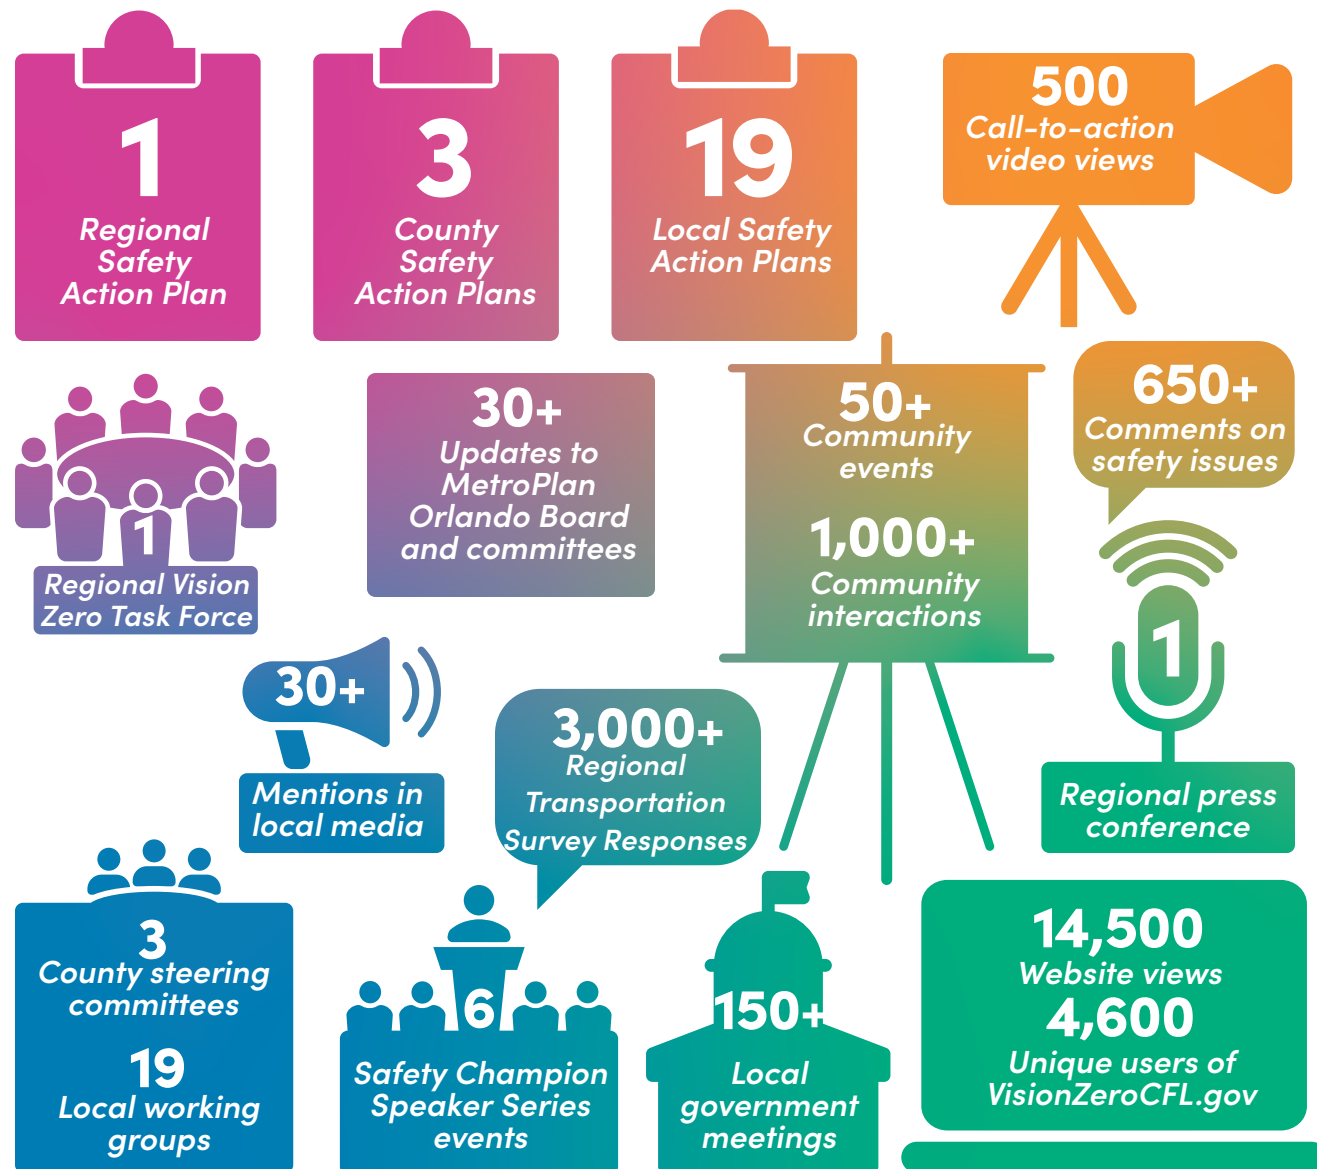 1
Regional
Safety
Action Plan
3
County
Safety
Action Plans
19
Local Safety
Action Plans
500
Call-to-action
video views
1
Regional Vision
Zero Task Force
30+
Updates to
MetroPlan
Orlando Board
and committees
50+
Community
events
1,000+
Community
interactions
650+
Comments on
safety issues
1
Regional press
conference
30+
Mentions in
local media
3,000+
Regional
Transportation
Survey Responses
3
County steering
committees
19
Local working
groups
6
Safety Champion
Speaker Series
events
150+
Local
government
meetings
14,500
Website views
4,600
Unique users of
VisionZeroCFL.gov